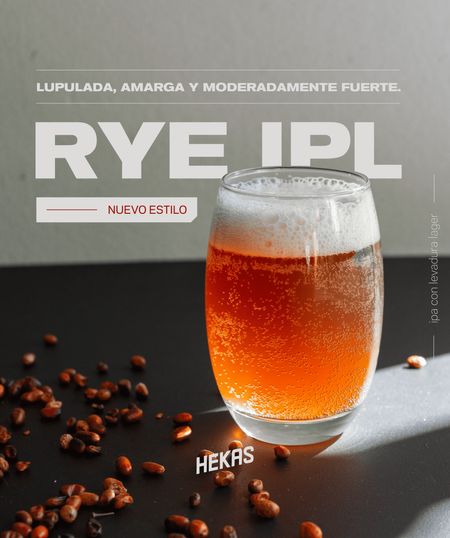 LUPULADA, AMARGA Y MODERADAMENTE FUERTE.
RYE IPL
NUEVO ESTILO
ipa con levadura lager
HEKAS